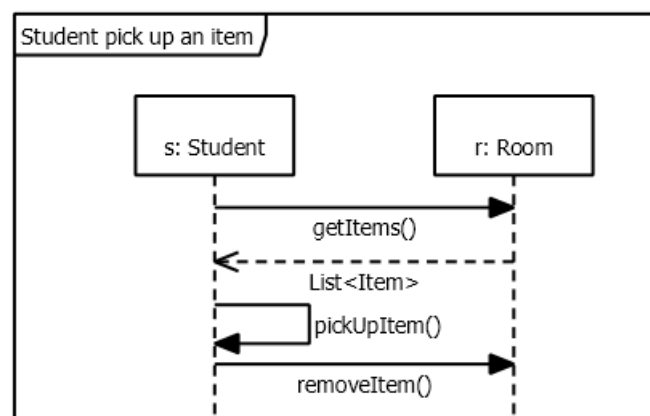 Student pick up an item
s: Student
r: Room
getItems()
List<Item>
pickUpItem()
removeItem()